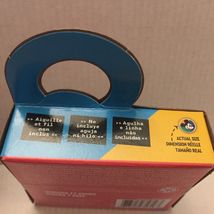 >> Aiguille
et fil
non
inclus <<
>> No
incluye
aguja
ni hilo <<
>> Agulha
e linha
não
incluidas <<
ACTUAL SIZE
DIMENSION RÉELLE
TAMAÑO REAL